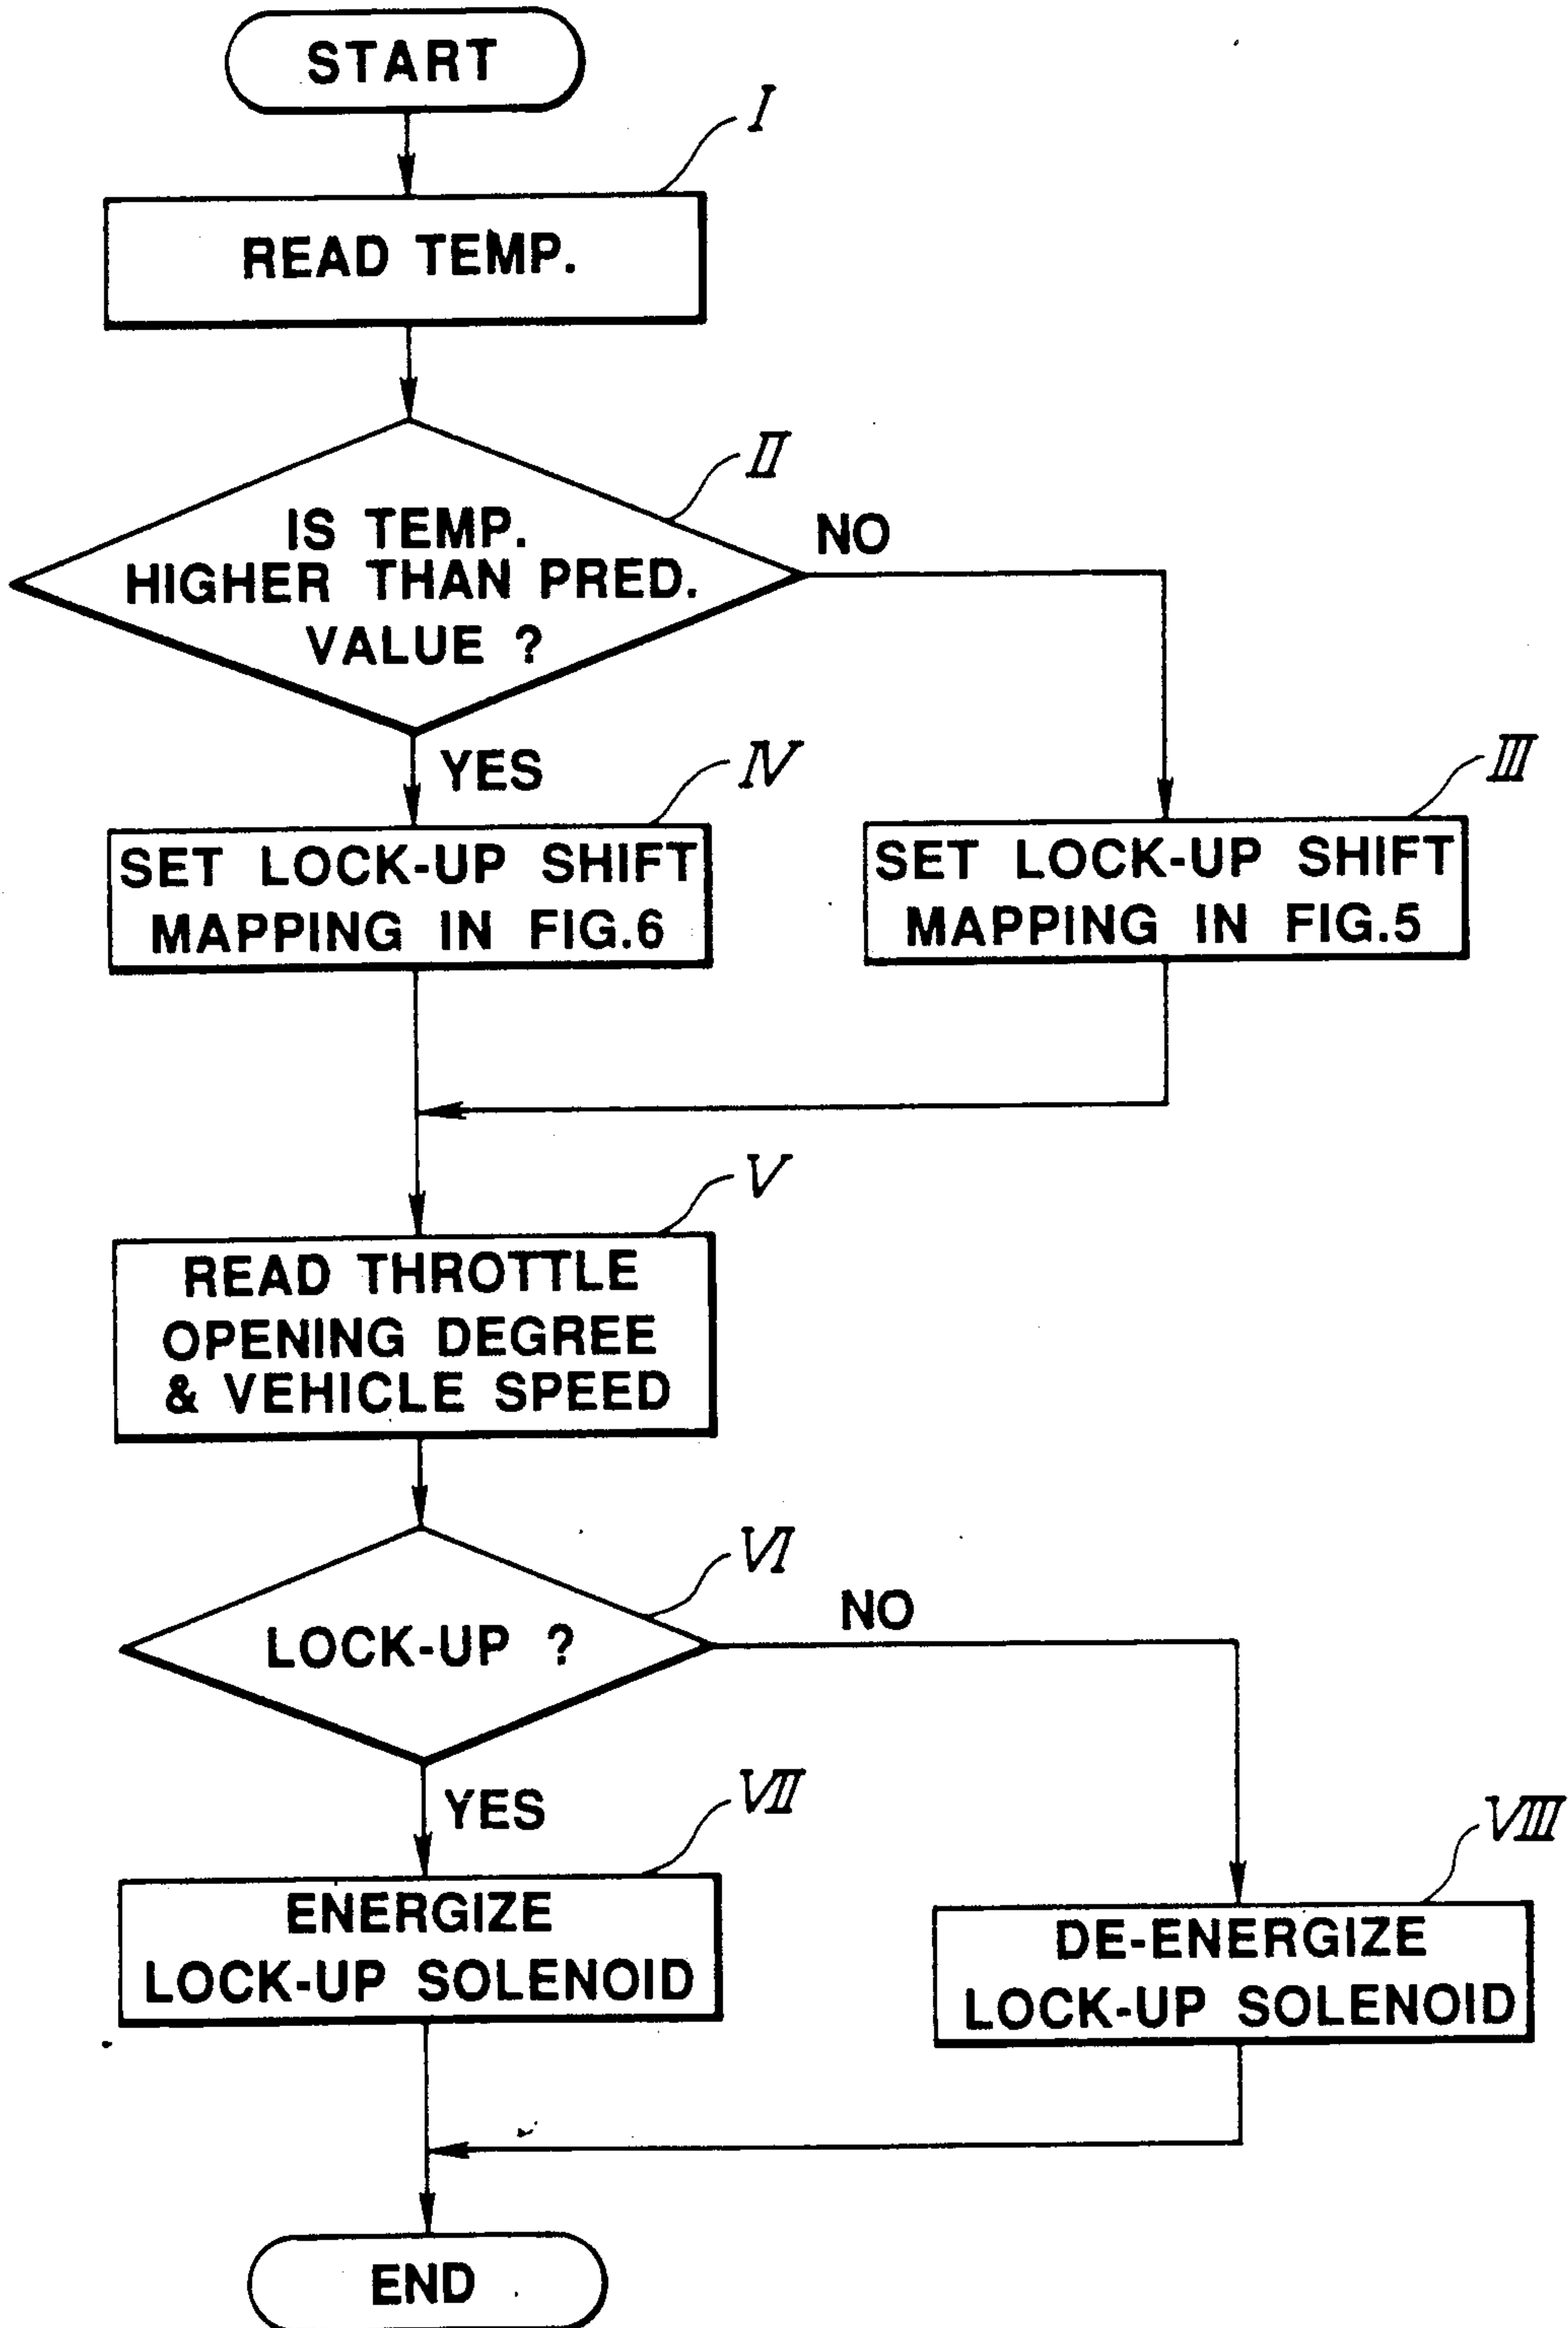 START
I
READ TEMP.
II
IS TEMP.
HIGHER THAN PRED.
VALUE ?
NO
YES
IV
SET LOCK-UP SHIFT
MAPPING IN FIG.6
III
SET LOCK-UP SHIFT
MAPPING IN FIG.5
V
READ THROTTLE
OPENING DEGREE
& VEHICLE SPEED
VI
LOCK-UP ?
NO
YES
VII
ENERGIZE
LOCK-UP SOLENOID
VIII
DE-ENERGIZE
LOCK-UP SOLENOID
END